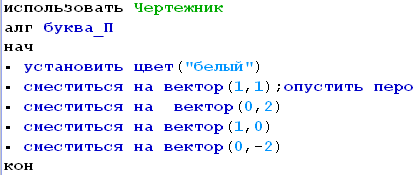 использовать Чертежник
алг буква_П
нач
. установить цвет("белый")
. сместиться на вектор(1,1);опустить перо
. сместиться на  вектор(0,2)
. сместиться на вектор(1,0)
. сместиться на вектор(0,-2)
кон